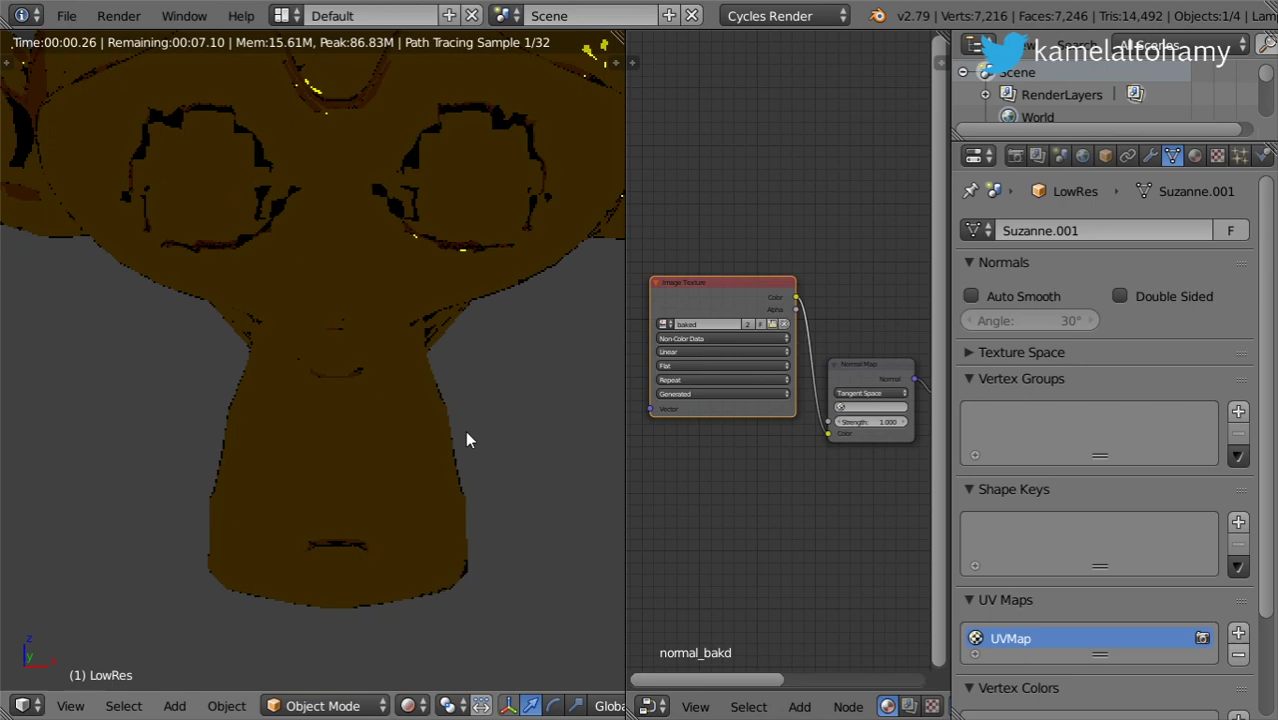 File Render Window Help Default Scene Cycles Render v2.79 | Verts:7,216 | Faces:7,246 | Tris:14,492 | Objects:1/4 | Lam
Time:00:00.26 | Remaining:00:07.10 | Mem:15.61M, Peak:86.83M | Path Tracing Sample 1/32
Search All Scenes
kamelaltohamy
Scene
RenderLayers
World
LowRes Suzanne.001
Suzanne.001 F
Normals
Auto Smooth Double Sided
Angle: 30°
Texture Space
Vertex Groups
Shape Keys
UV Maps
UVMap
Vertex Colors
Image Texture
Color
Alpha
baked 2 F
Non-Color Data
Linear
Flat
Repeat
Generated
Vector
Normal Map
Normal
Tangent Space
Strength: 1.000
Color
normal_bakd
z
y
x
(1) LowRes
View Select Add Object Object Mode Globa
View Select Add Node